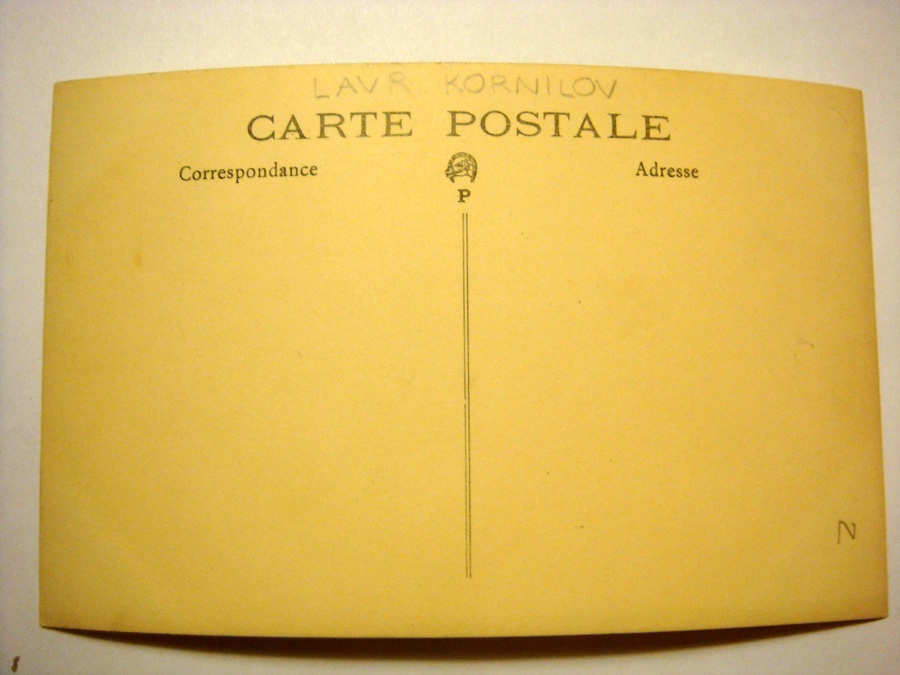 LAVR KORNILOV
CARTE POSTALE
Correspondance
Adresse
P
N